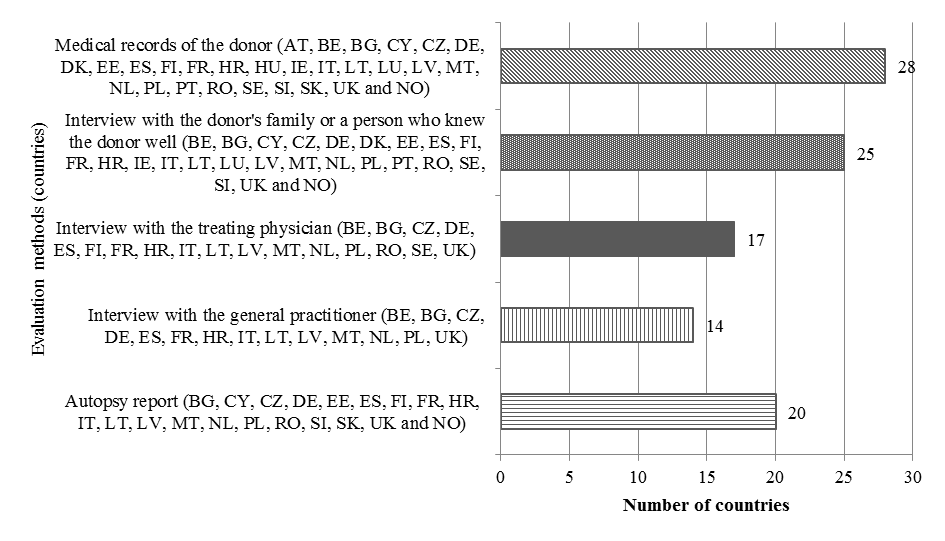 Evaluation methods (countries)
Medical records of the donor (AT, BE, BG, CY, CZ, DE,
DK, EE, ES, FI, FR, HR, HU, IE, IT, LT, LU, LV, MT,
NL, PL, PT, RO, SE, SI, SK, UK and NO)
28
Interview with the donor's family or a person who knew
the donor well (BE, BG, CY, CZ, DE, DK, EE, ES, FI,
FR, HR, IE, IT, LT, LU, LV, MT, NL, PL, PT, RO, SE,
SI, UK and NO)
25
Interview with the treating physician (BE, BG, CZ, DE,
ES, FI, FR, HR, IT, LT, LV, MT, NL, PL, RO, SE, UK)
17
Interview with the general practitioner (BE, BG, CZ,
DE, ES, FR, HR, IT, LT, LV, MT, NL, PL, UK)
14
Autopsy report (BG, CY, CZ, DE, EE, ES, FI, FR, HR,
IT, LT, LV, MT, NL, PL, RO, SI, SK, UK and NO)
20
0 5 10 15 20 25 30
Number of countries